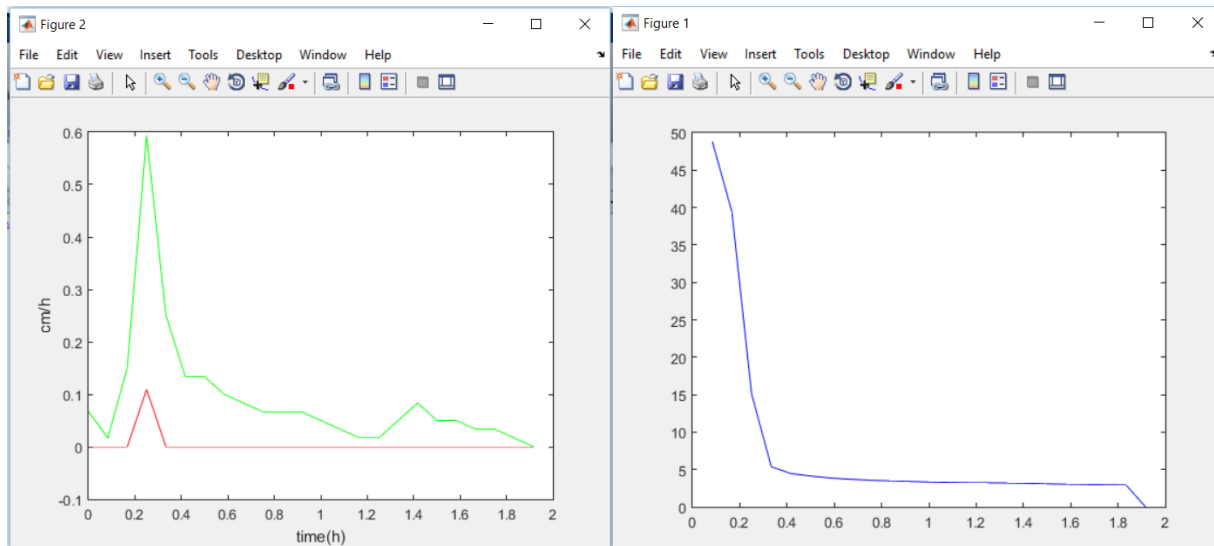 Figure 2
File Edit View Insert Tools Desktop Window Help
0.6
0.5
0.4
0.3
0.2
0.1
0
-0.1
cm/h
0 0.2 0.4 0.6 0.8 1 1.2 1.4 1.6 1.8 2
time(h)
Figure 1
File Edit View Insert Tools Desktop Window Help
50
45
40
35
30
25
20
15
10
5
0
0 0.2 0.4 0.6 0.8 1 1.2 1.4 1.6 1.8 2